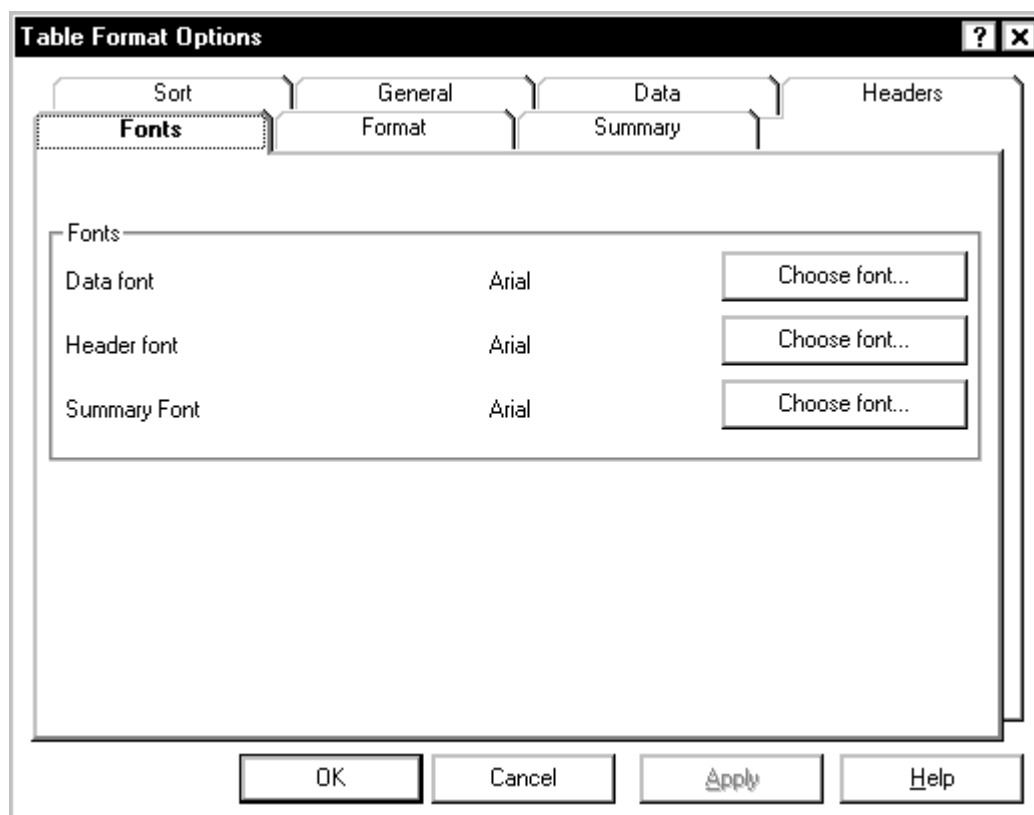 Table Format Options
Sort General Data Headers
Fonts Format Summary
Fonts
Data font Arial Choose font...
Header font Arial Choose font...
Summary Font Arial Choose font...
OK Cancel Apply Help